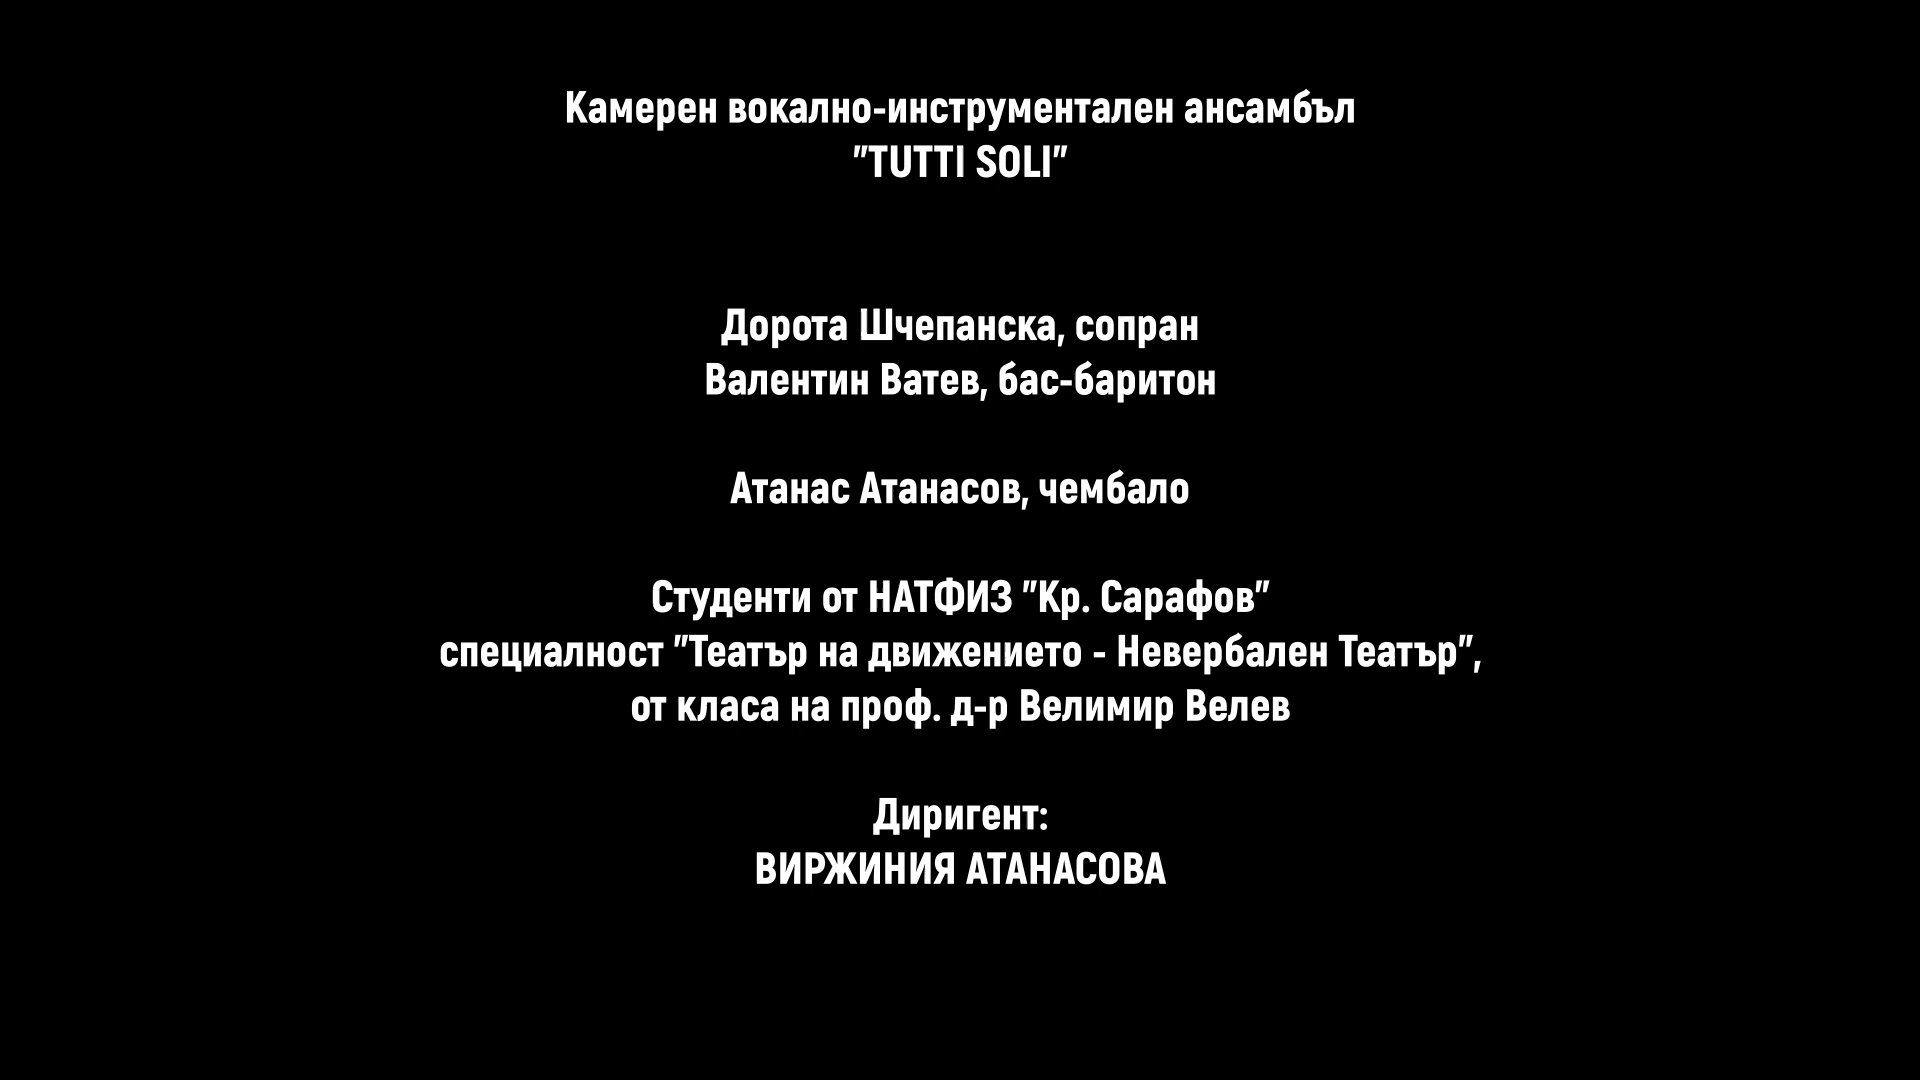 Камерен вокално-инструментален ансамбъл
"TUTTI SOLI"
Дорота Шчепанска, сопран
Валентин Ватев, бас-баритон
Атанас Атанасов, чембало
Студенти от НАТФИЗ "Кр. Сарафов"
специалност "Театър на движението - Невербален Театър",
от класа на проф. д-р Велимир Велев
Диригент:
ВИРЖИНИЯ АТАНАСОВА